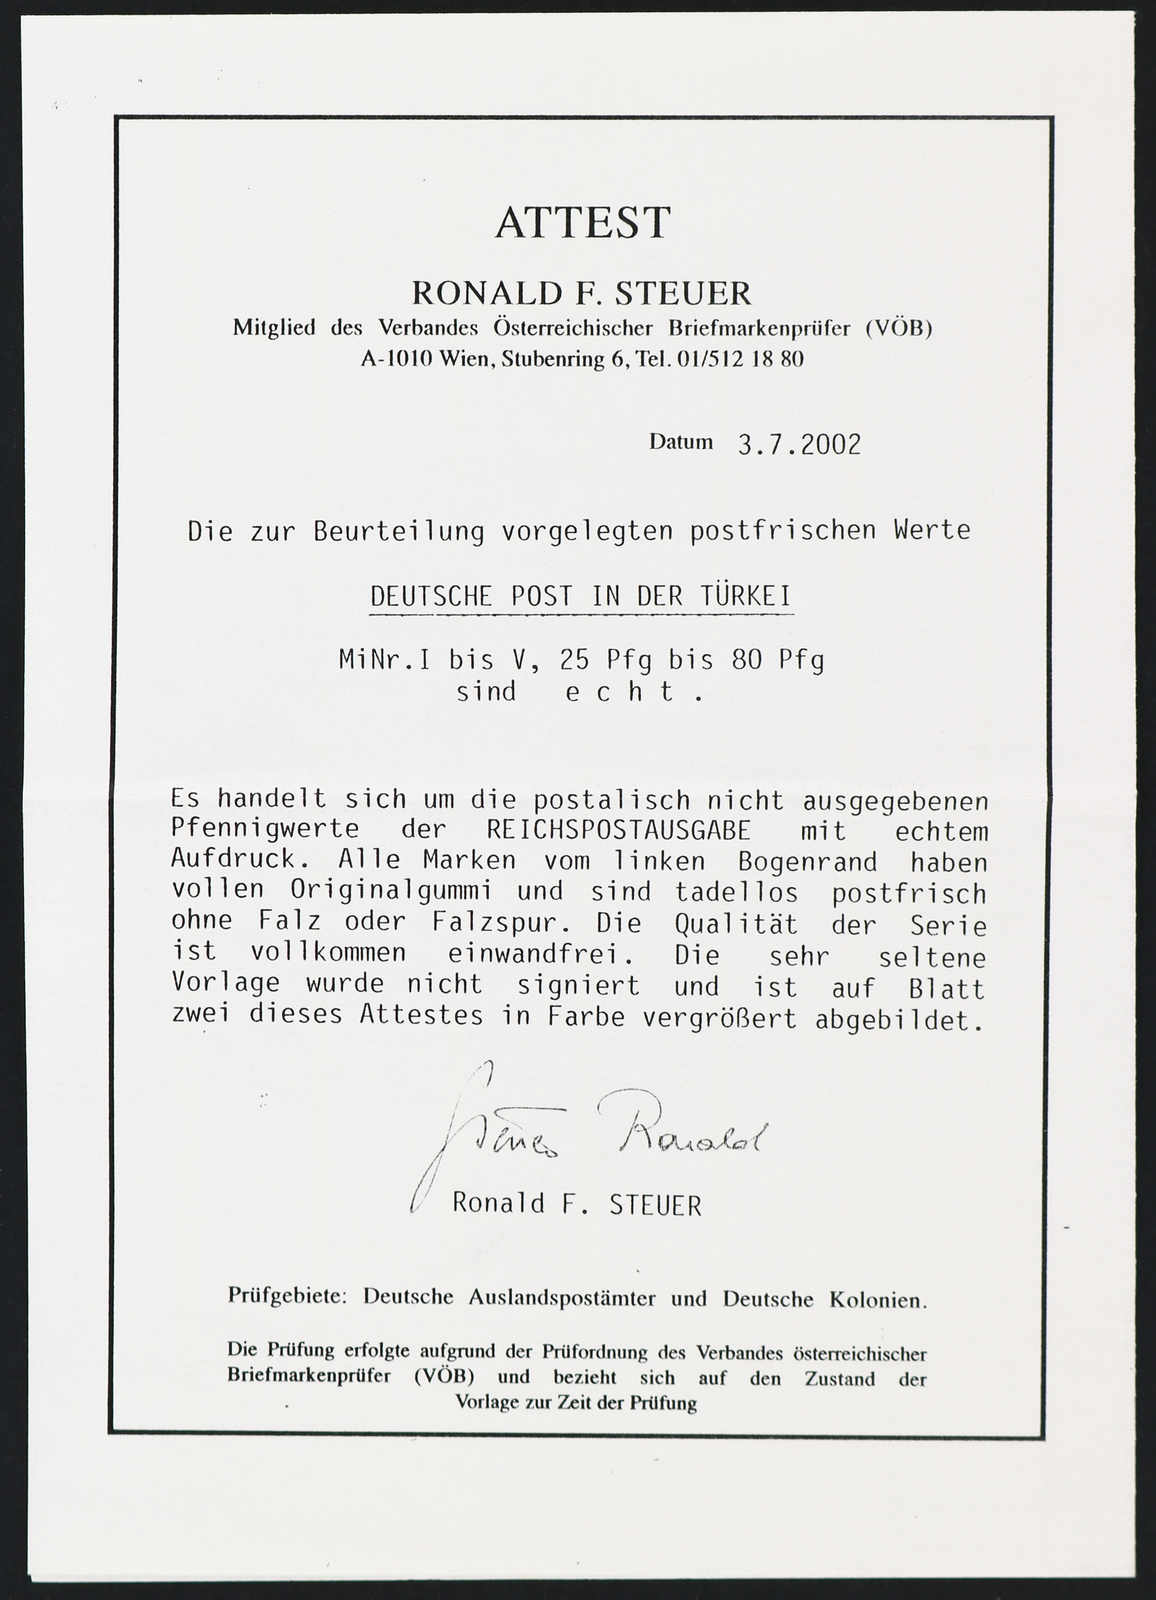 ATTEST
RONALD F. STEUER
Mitglied des Verbandes Österreichischer Briefmarkenprüfer (VÖB)
A-1010 Wien, Stubenring 6, Tel. 01/512 18 80
Datum 3.7.2002
Die zur Beurteilung vorgelegten postfrischen Werte
DEUTSCHE POST IN DER TÜRKEI
MiNr.I bis V, 25 Pfg bis 80 Pfg
sind e c h t .
Es handelt sich um die postalisch nicht ausgegebenen
Pfennigwerte der REICHSPOSTAUSGABE mit echtem
Aufdruck. Alle Marken vom linken Bogenrand haben
vollen Originalgummi und sind tadellos postfrisch
ohne Falz oder Falzspur. Die Qualität der Serie
ist vollkommen einwandfrei. Die sehr seltene
Vorlage wurde nicht signiert und ist auf Blatt
zwei dieses Attestes in Farbe vergrößert abgebildet.
Steuer Ronald
Ronald F. STEUER
Prüfgebiete: Deutsche Auslandspostämter und Deutsche Kolonien.
Die Prüfung erfolgte aufgrund der Prüfordnung des Verbandes österreichischer
Briefmarkenprüfer (VÖB) und bezieht sich auf den Zustand der
Vorlage zur Zeit der Prüfung